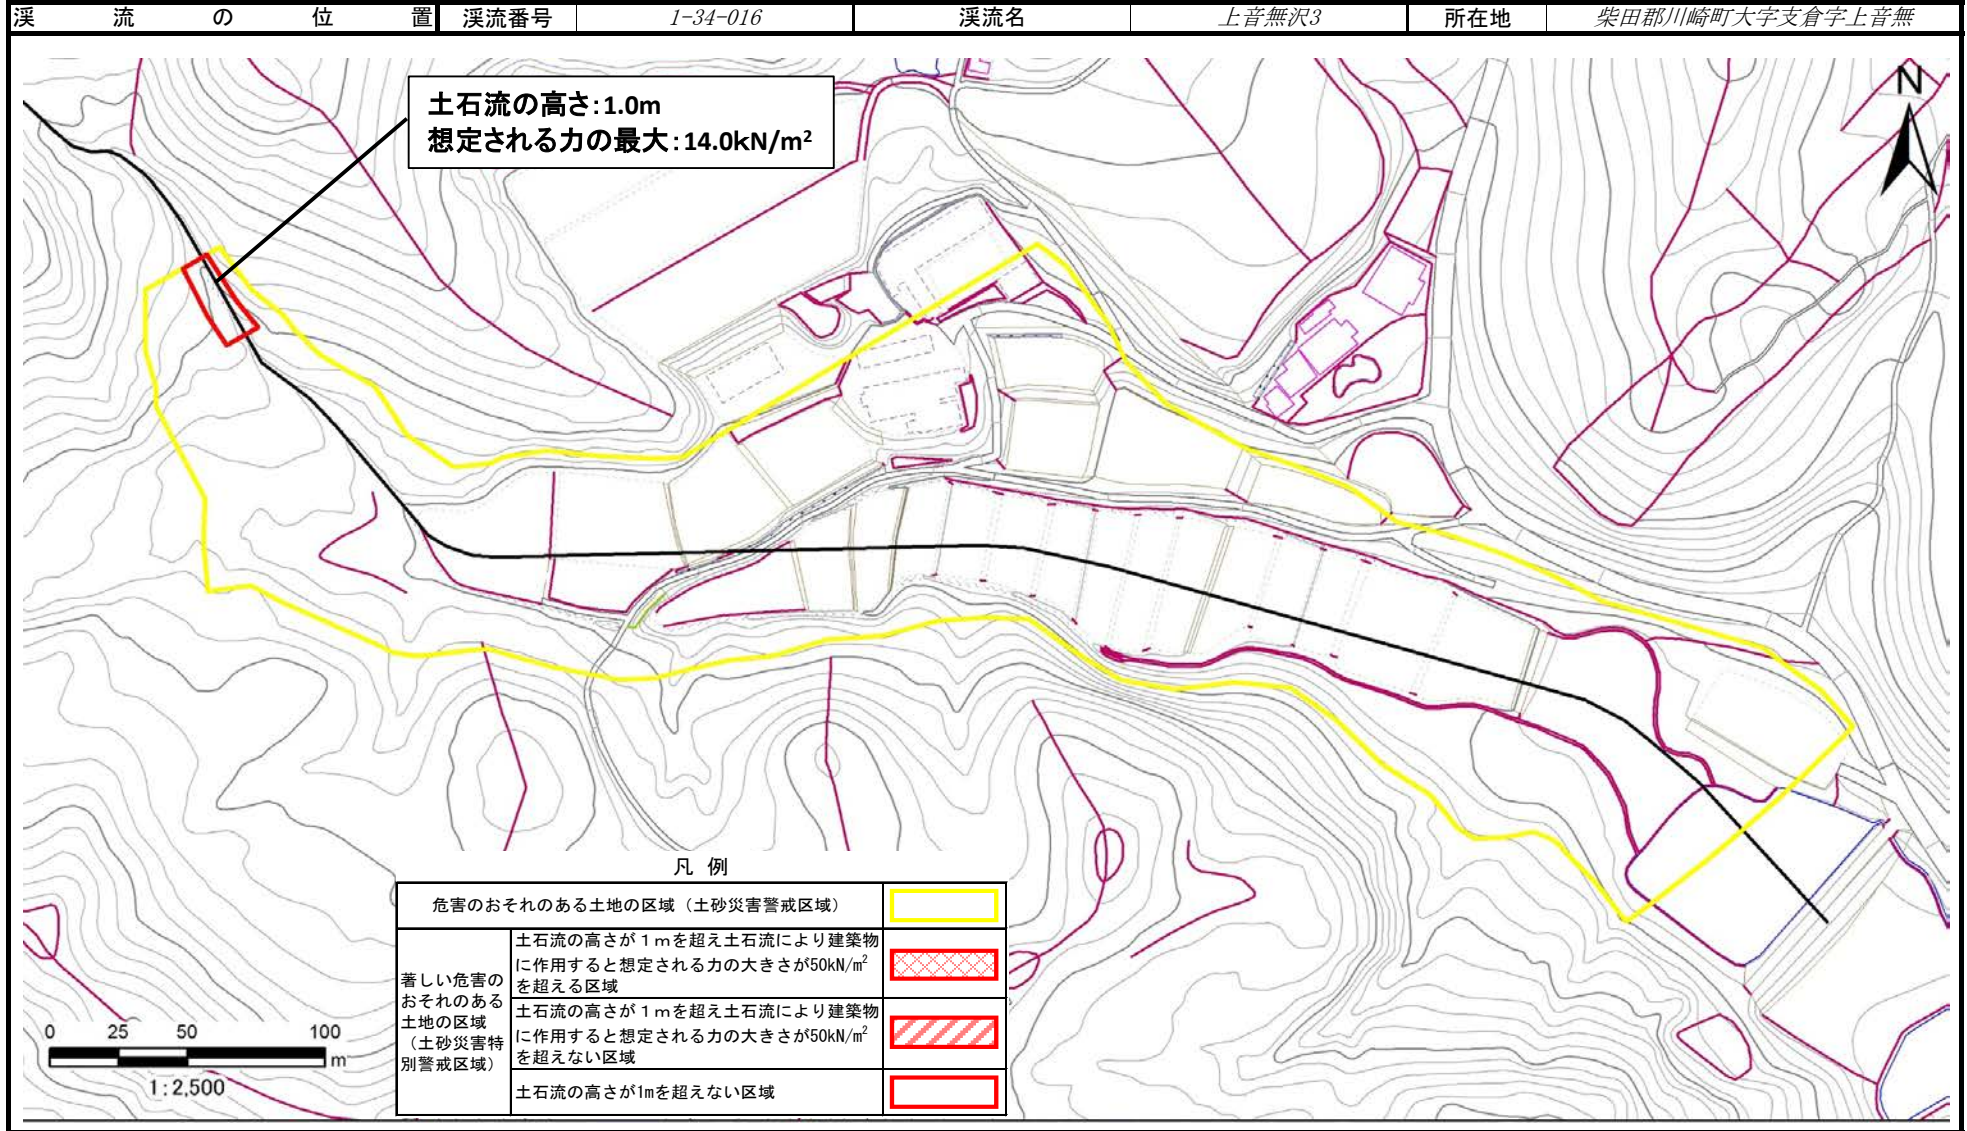 渓流の位置 渓流番号 1-34-016 渓流名 上音無沢3 所在地 柴田郡川崎町大字支倉字上音無
土石流の高さ：1.0m
想定される力の最大：14.0kN/m²
N
凡 例
危害のおそれのある土地の区域（土砂災害警戒区域）
著しい危害の
おそれのある
土地の区域
（土砂災害特
別警戒区域）
土石流の高さが１ｍを超え土石流により建築物
に作用すると想定される力の大きさが50kN/㎡
を超える区域
土石流の高さが１ｍを超え土石流により建築物
に作用すると想定される力の大きさが50kN/㎡
を超えない区域
土石流の高さが1mを超えない区域
0 25 50 100
m
1:2,500